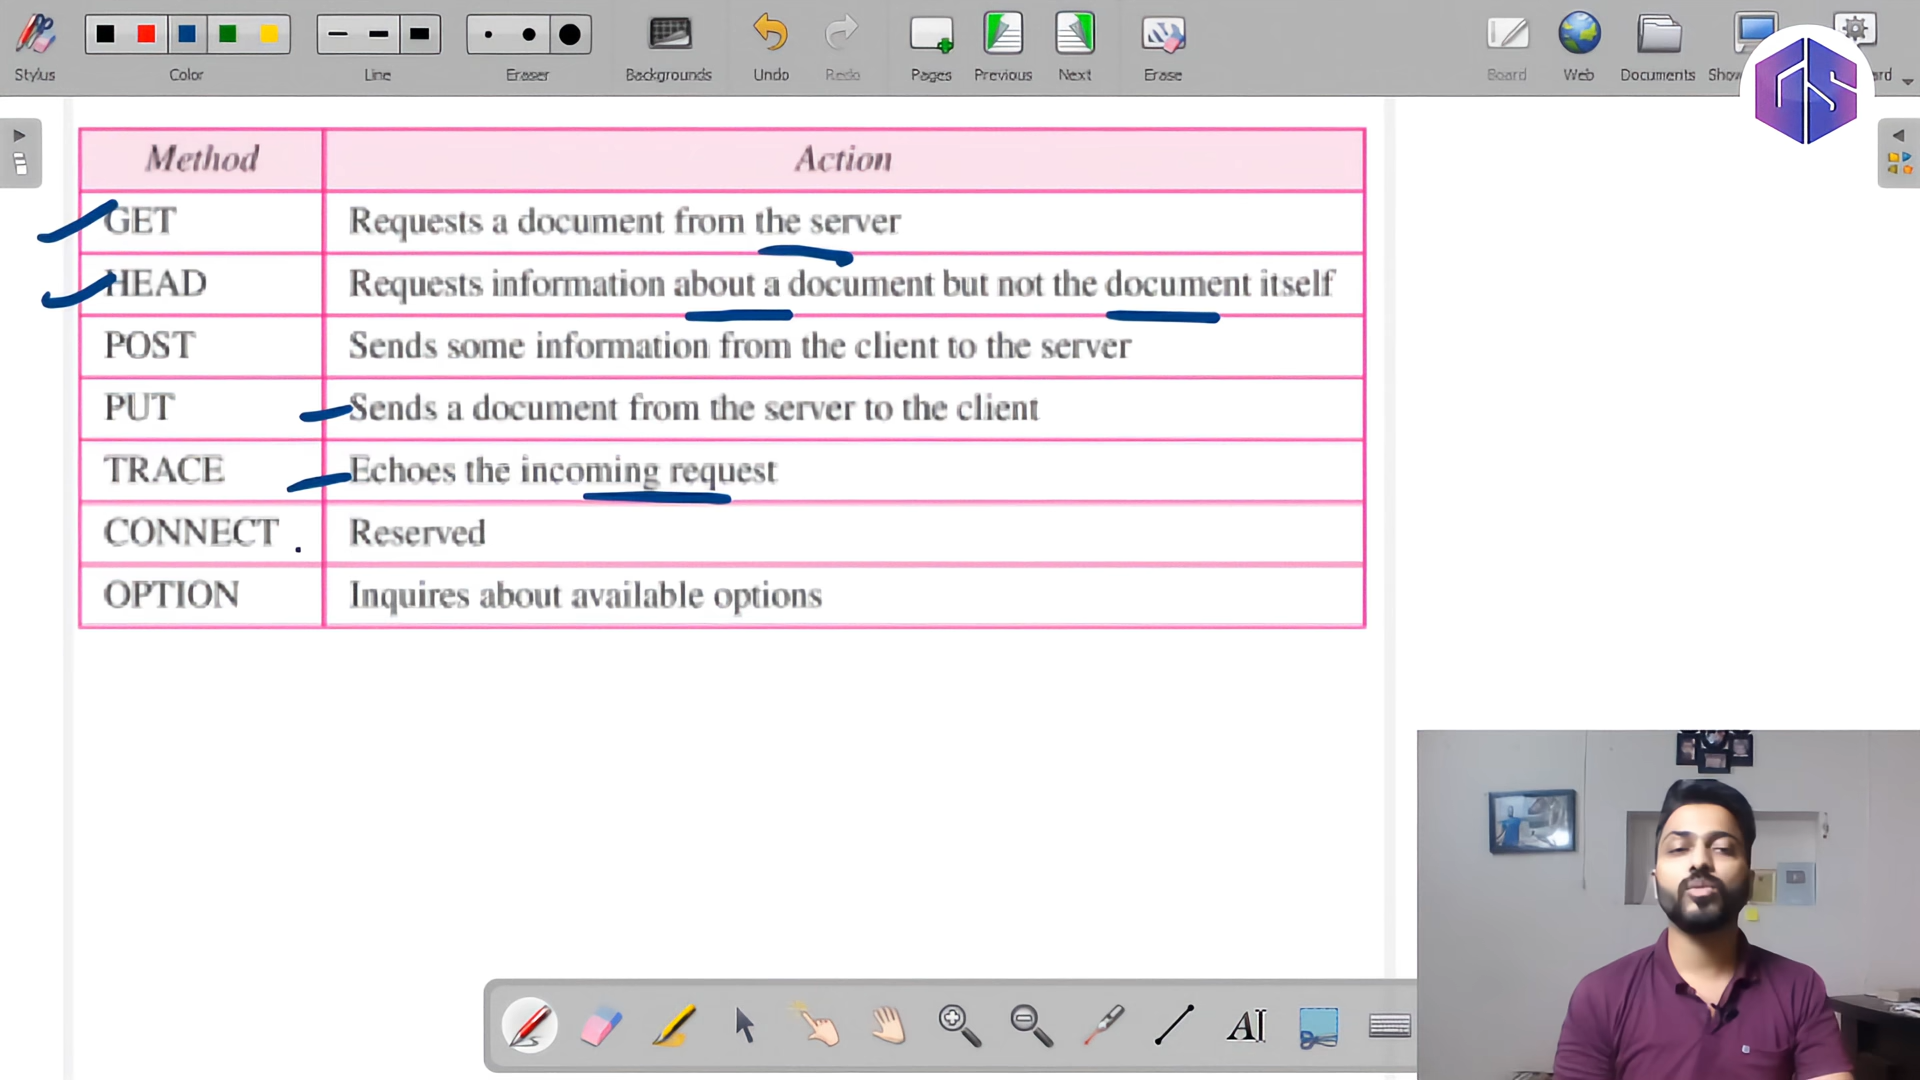 Stylus Color Line Eraser Backgrounds Undo Redo Pages Previous Next Erase Board Web Documents
Method Action
GET Requests a document from the server
HEAD Requests information about a document but not the document itself
POST Sends some information from the client to the server
PUT Sends a document from the server to the client
TRACE Echoes the incoming request
CONNECT Reserved
OPTION Inquires about available options